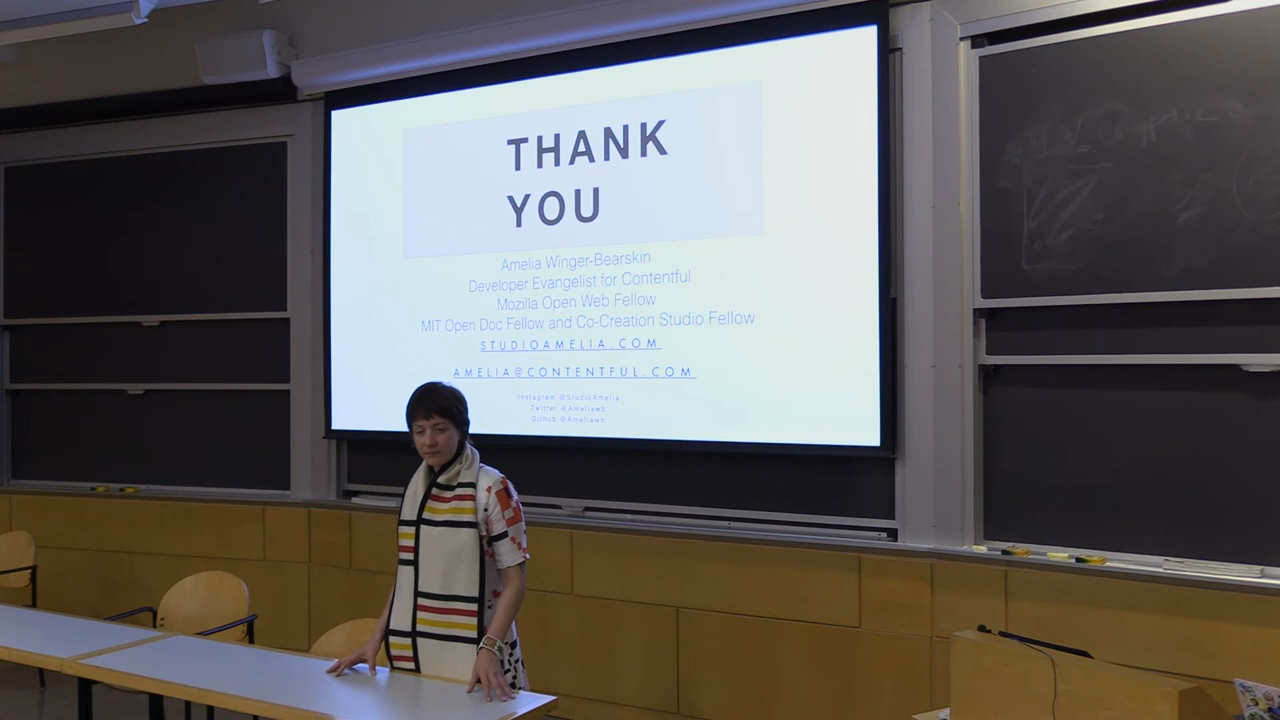 THANK
YOU
Amelia Winger-Bearskin
Developer Evangelist for Contentful
Mozilla Open Web Fellow
MIT Open Doc Fellow and Co-Creation Studio Fellow
STUDIOAMELIA.COM
AMELIA@CONTENTFUL.COM
Instagram @StudioAmelia
Twitter @Ameliawb
Github @Ameliawb